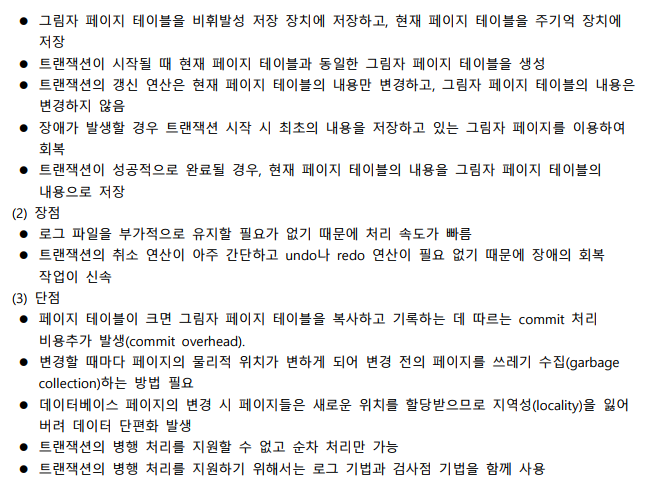 ● 그림자 페이지 테이블을 비휘발성 저장 장치에 저장하고, 현재 페이지 테이블을 주기억 장치에
저장
● 트랜잭션이 시작될 때 현재 페이지 테이블과 동일한 그림자 페이지 테이블을 생성
● 트랜잭션의 갱신 연산은 현재 페이지 테이블의 내용만 변경하고, 그림자 페이지 테이블의 내용은
변경하지 않음
● 장애가 발생할 경우 트랜잭션 시작 시 최초의 내용을 저장하고 있는 그림자 페이지를 이용하여
회복
● 트랜잭션이 성공적으로 완료될 경우, 현재 페이지 테이블의 내용을 그림자 페이지 테이블의
내용으로 저장
(2) 장점
● 로그 파일을 부가적으로 유지할 필요가 없기 때문에 처리 속도가 빠름
● 트랜잭션의 취소 연산이 아주 간단하고 undo나 redo 연산이 필요 없기 때문에 장애의 회복
작업이 신속
(3) 단점
● 페이지 테이블이 크면 그림자 페이지 테이블을 복사하고 기록하는 데 따르는 commit 처리
비용추가 발생(commit overhead).
● 변경할 때마다 페이지의 물리적 위치가 변하게 되어 변경 전의 페이지를 쓰레기 수집(garbage
collection)하는 방법 필요
● 데이터베이스 페이지의 변경 시 페이지들은 새로운 위치를 할당받으므로 지역성(locality)을 잃어
버려 데이터 단편화 발생
● 트랜잭션의 병행 처리를 지원할 수 없고 순차 처리만 가능
● 트랜잭션의 병행 처리를 지원하기 위해서는 로그 기법과 검사점 기법을 함께 사용